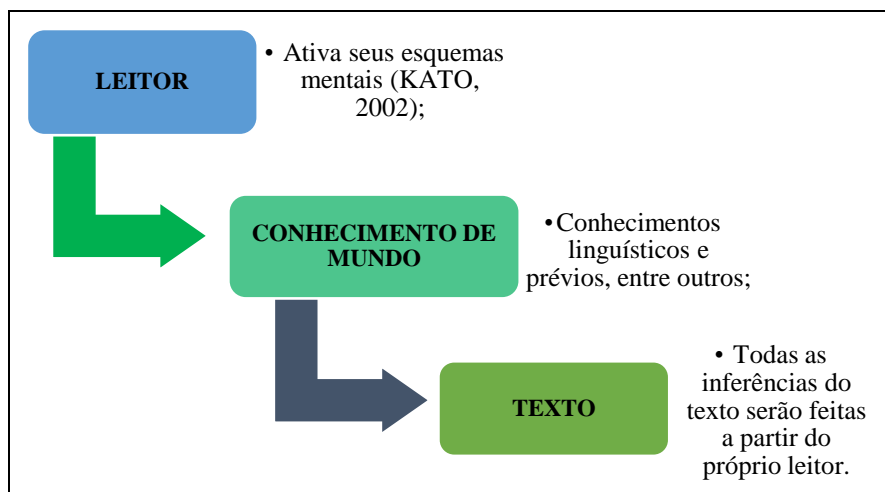 LEITOR
• Ativa seus esquemas
mentais (KATO,
2002);
CONHECIMENTO DE
MUNDO
•Conhecimentos
linguísticos e
prévios, entre outros;
TEXTO
• Todas as
inferências do
texto serão feitas
a partir do
próprio leitor.